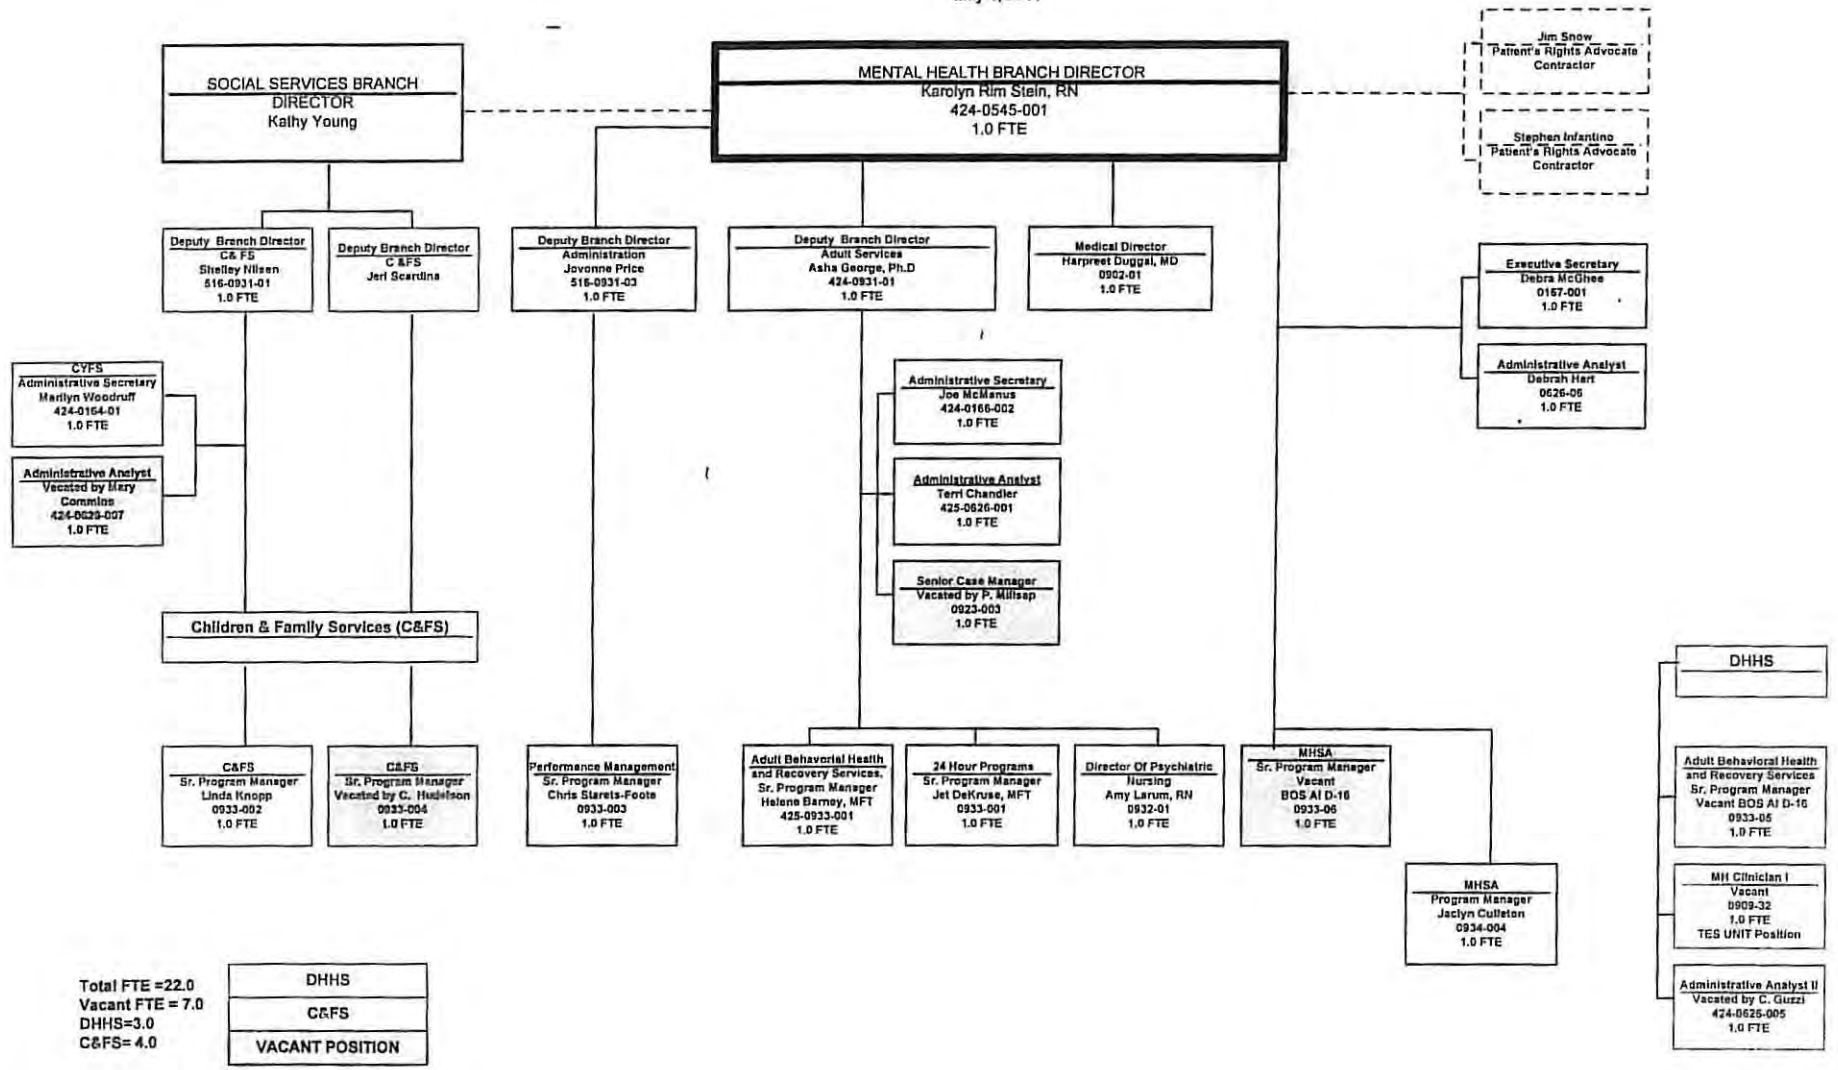 SOCIAL SERVICES BRANCH
DIRECTOR
Kathy Young
MENTAL HEALTH BRANCH DIRECTOR
Karolyn Rim Stein, RN
424-0545-001
1.0 FTE
Jim Snow
Patient's Rights Advocate
Contractor
Stephen Infantino
Patient's Rights Advocate
Contractor
Deputy Branch Director
C& FS
Shelley Nilsen
516-0931-01
1.0 FTE
Deputy Branch Director
C &FS
Jeri Scardina
Deputy Branch Director
Administration
Jovonne Price
516-0931-03
1.0 FTE
Deputy Branch Director
Adult Services
Asha George, Ph.D
424-0931-01
1.0 FTE
Medical Director
Harpreet Duggal, MD
0902-01
1.0 FTE
Executive Secretary
Debra McGhee
0167-001
1.0 FTE
Administrative Analyst
Debrah Hart
0626-06
1.0 FTE
CYFS
Administrative Secretary
Marilyn Woodruff
424-0164-01
1.0 FTE
Administrative Analyst
Vacated by Mary
Commins
1.0 FTE
Administrative Secretary
Joe McManus
424-0166-002
1.0 FTE
Administrative Analyst
Terri Chandler
425-0626-001
1.0 FTE
Senior Case Manager
Vacated by P. Millsap
0923-003
1.0 FTE
Children & Family Services (C&FS)
C&FS
Sr. Program Manager
Linda Knopp
0933-002
1.0 FTE
C&FS
Sr. Program Manager
Vacated by C. Hudelson
0933-004
1.0 FTE
Performance Management
Sr. Program Manager
Chris Starets-Foote
0933-003
1.0 FTE
Adult Behavorial Health
and Recovery Services,
Sr. Program Manager
Helene Barney, MFT
425-0933-001
1.0 FTE
24 Hour Programs
Sr. Program Manager
Jet DeKruse, MFT
0933-001
1.0 FTE
Director Of Psychiatric
Nursing
Amy Larum, RN
0932-01
1.0 FTE
MHSA
Sr. Program Manager
Vacant
BOS AI D-16
0933-06
1.0 FTE
MHSA
Program Manager
Jaclyn Culleton
0934-004
1.0 FTE
DHHS
Adult Behavioral Health
and Recovery Services
Sr. Program Manager
Vacant BOS AI D-16
0933-05
1.0 FTE
MH Clinician I
Vacant
0909-32
1.0 FTE
TES UNIT Position
Administrative Analyst II
Vacated by C. Guzzi
424-0626-005
1.0 FTE
Total FTE =22.0
Vacant FTE = 7.0
DHHS=3.0
C&FS= 4.0
DHHS
C&FS
VACANT POSITION